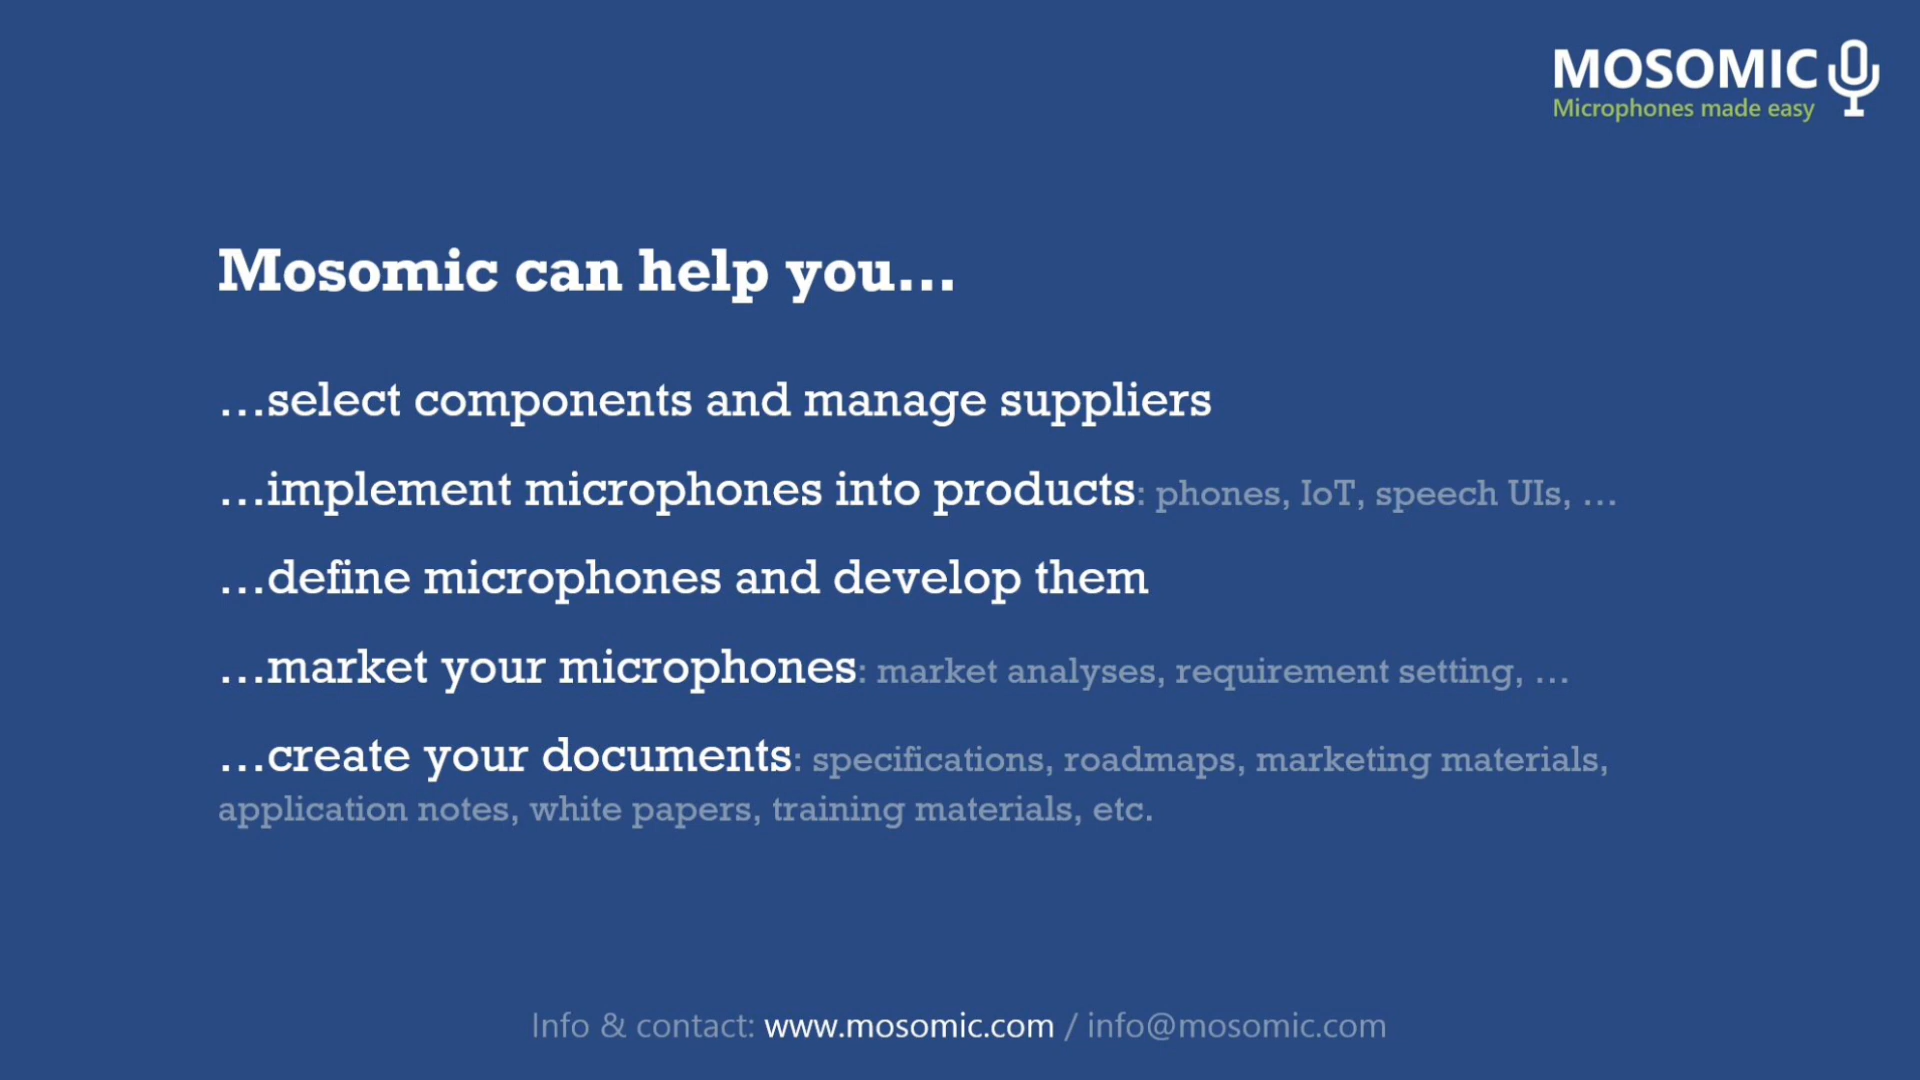 MOSOMIC
Microphones made easy
Mosomic can help you...
...select components and manage suppliers
...implement microphones into products: phones, IoT, speech UIs, ...
...define microphones and develop them
...market your microphones: market analyses, requirement setting, ...
...create your documents: specifications, roadmaps, marketing materials,
application notes, white papers, training materials, etc.
Info & contact: www.mosomic.com / info@mosomic.com